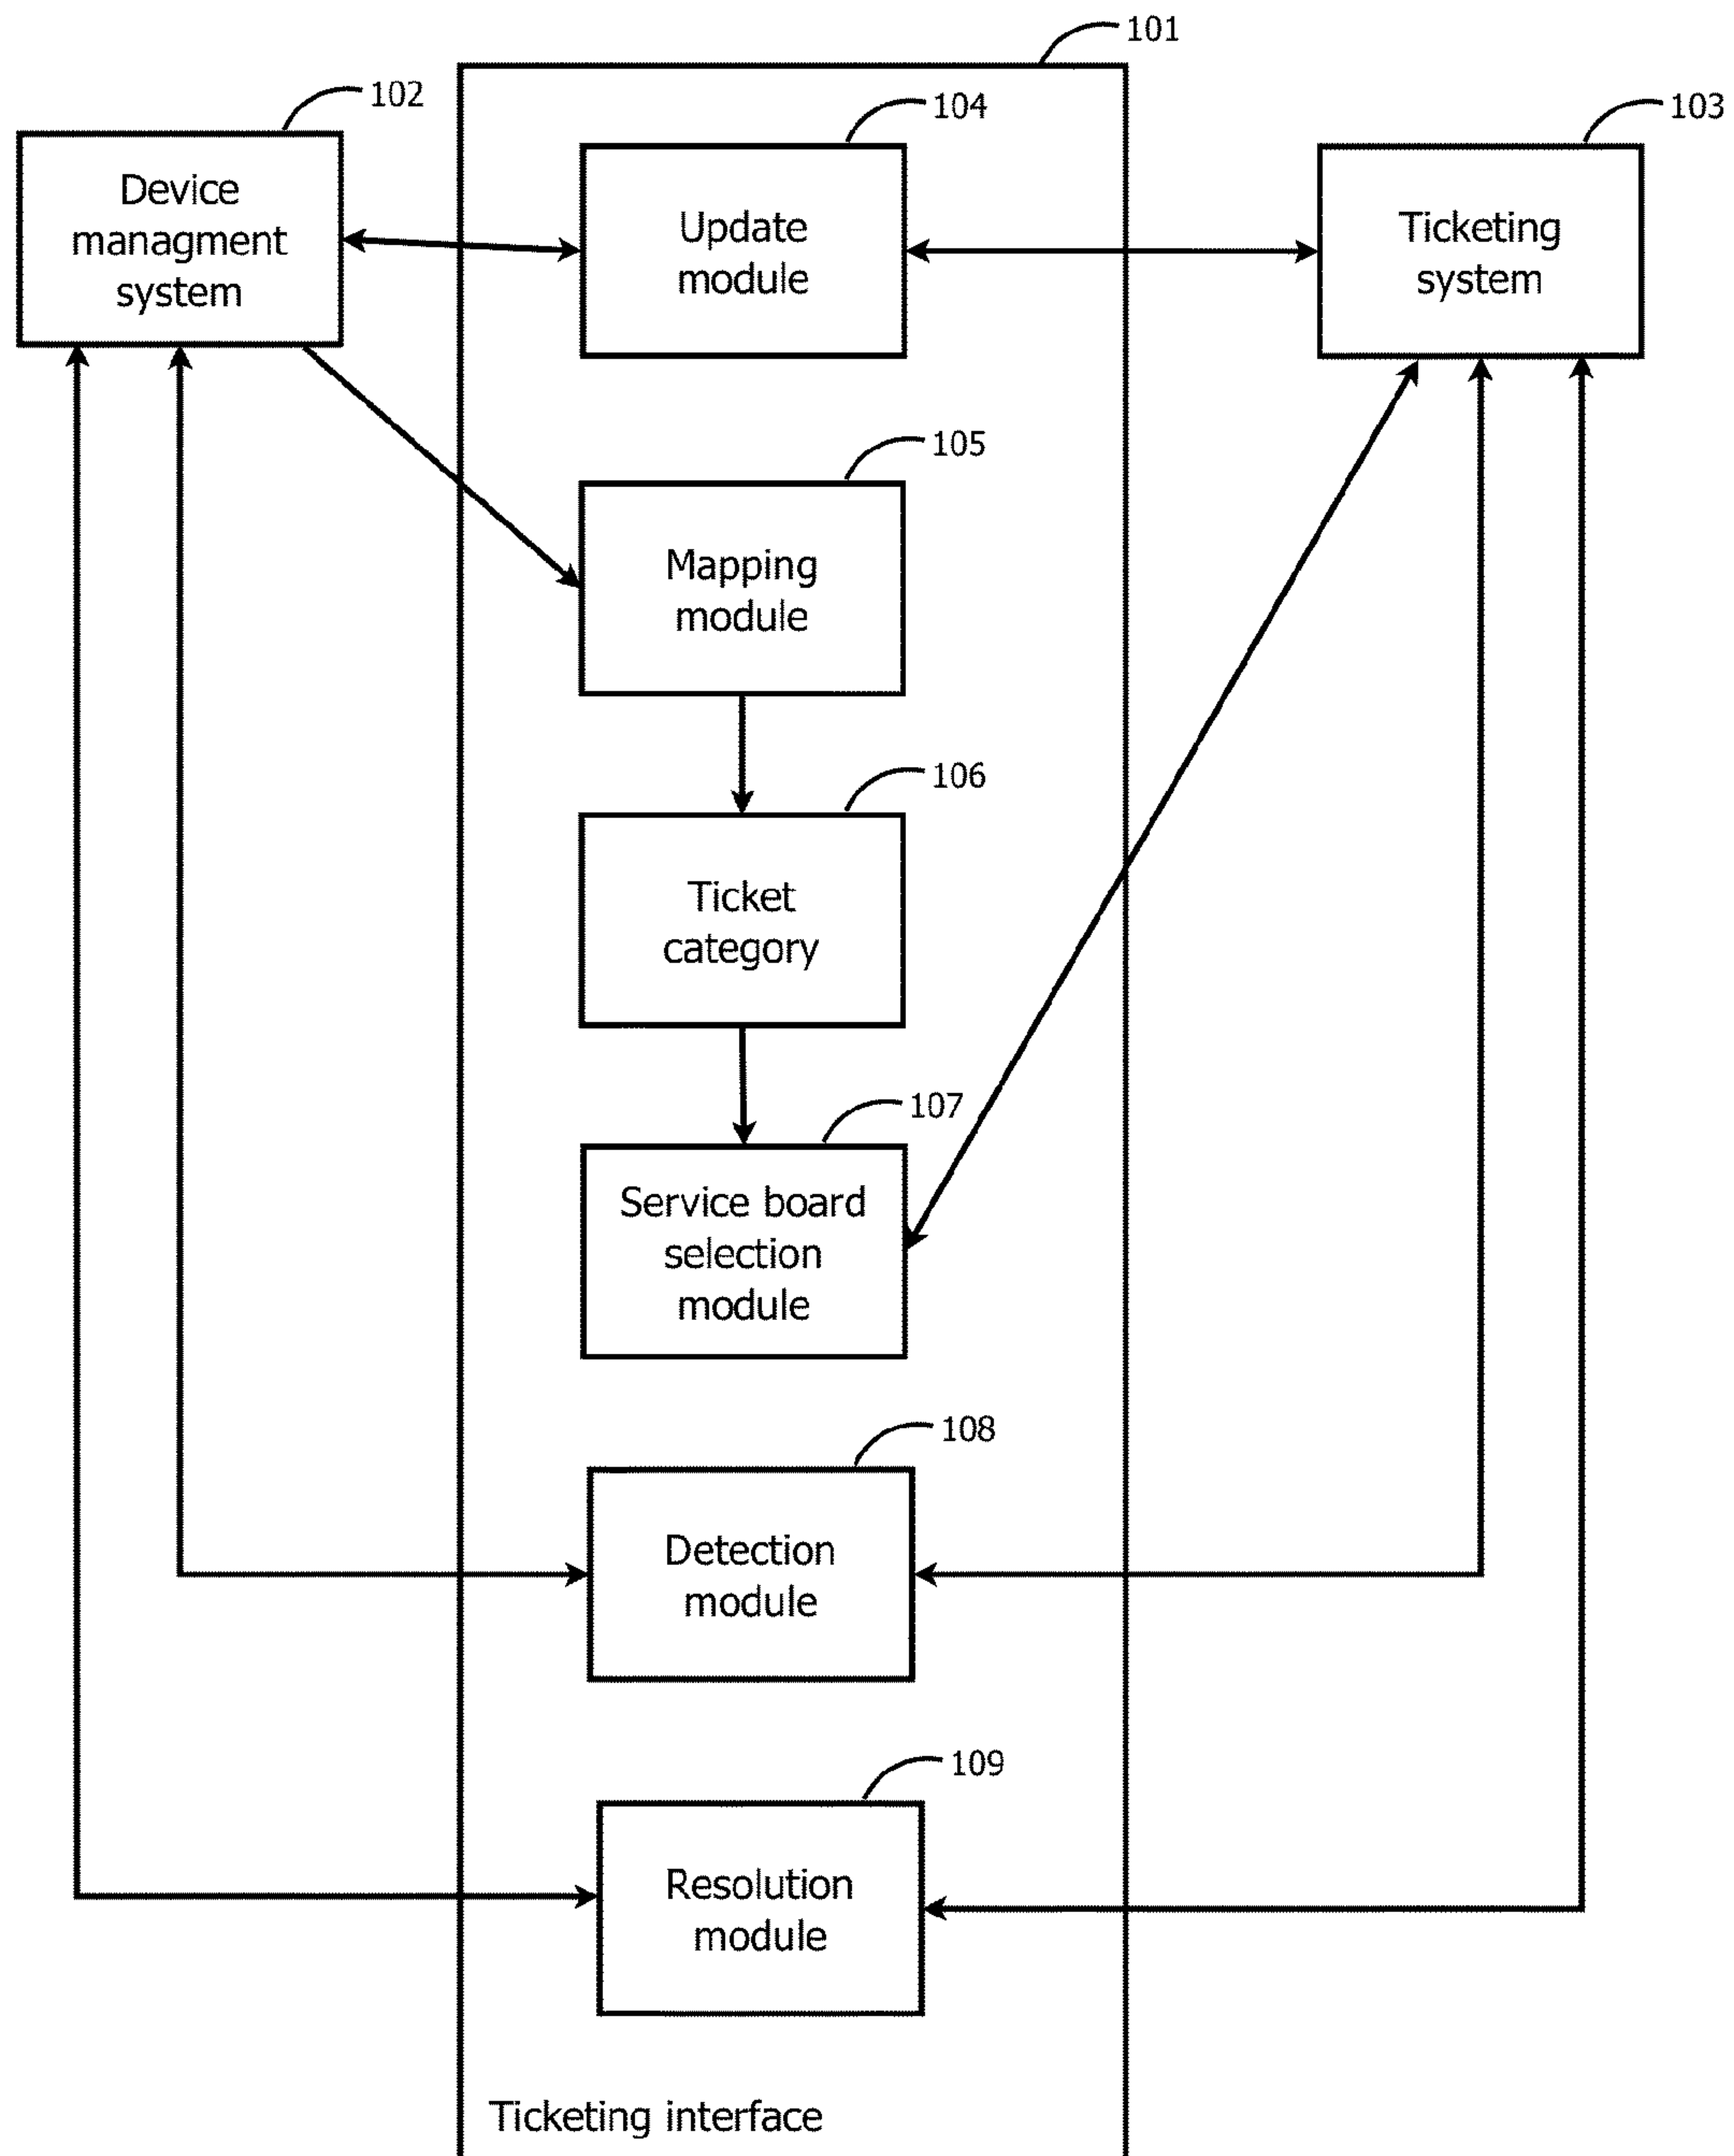 101
102
104
103
Device
managment
system
Update
module
Ticketing
system
105
Mapping
module
106
Ticket
category
107
Service board
selection
module
108
Detection
module
109
Resolution
module
Ticketing interface